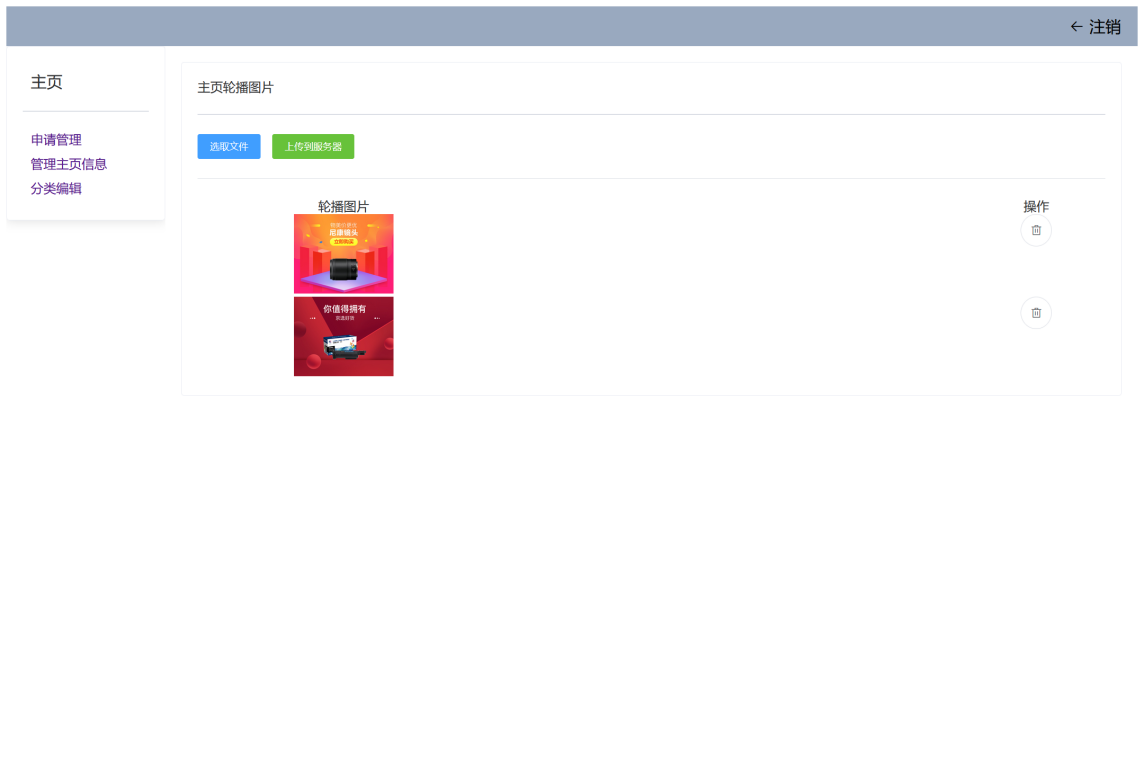 ← 注销
主页
申请管理
管理主页信息
分类编辑
主页轮播图片
选取文件
上传到服务器
轮播图片
操作
尼康镜头
立即购买
你值得拥有